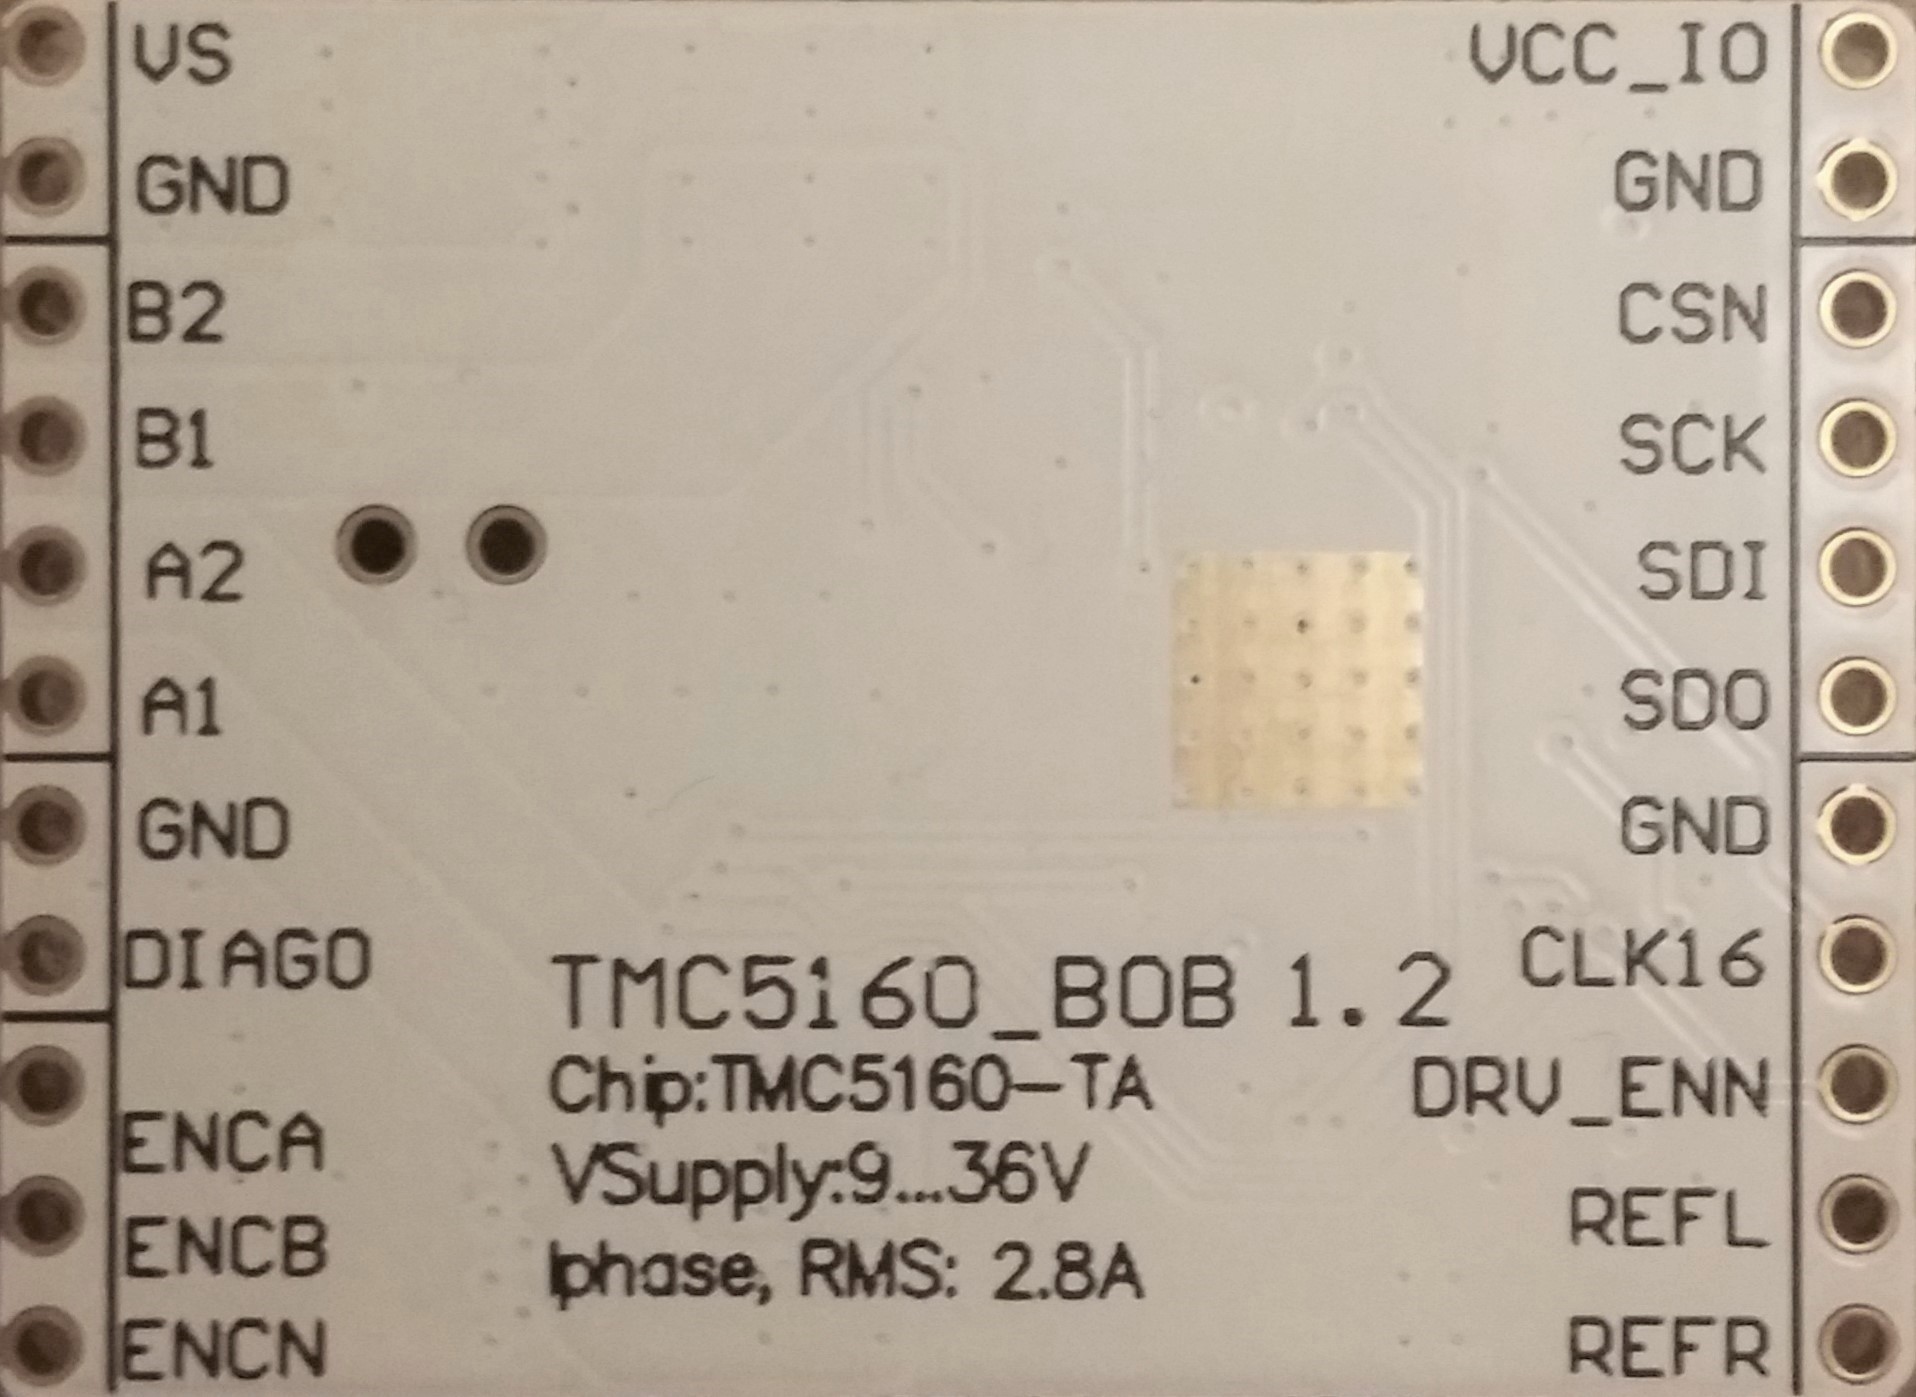 VS
GND
B2
B1
A2
A1
GND
DIAG0
ENCA
ENCB
ENCN
VCC_IO
GND
CSN
SCK
SDI
SDO
GND
CLK16
DRV_ENN
REFL
REFR
TMC5160_BOB 1.2
Chip:TMC5160-TA
VSupply:9...36V
Iphase, RMS: 2.8A